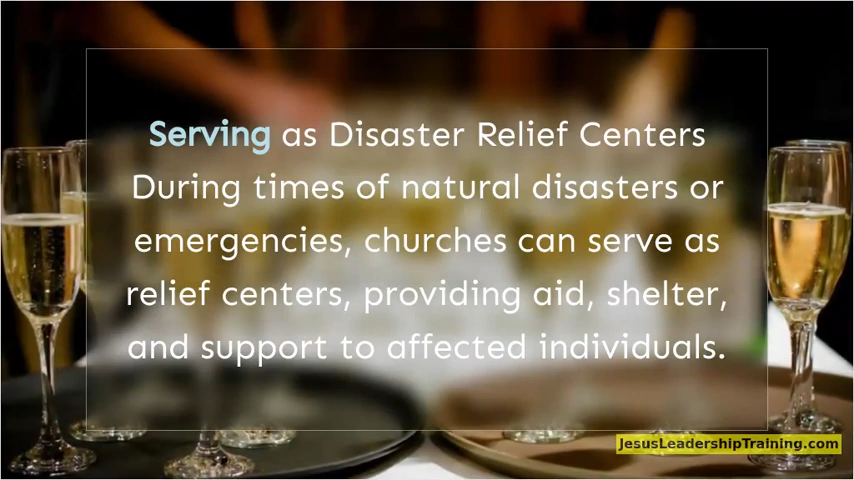 Serving as Disaster Relief Centers
During times of natural disasters or
emergencies, churches can serve as
relief centers, providing aid, shelter,
and support to affected individuals.
JesusLeadershipTraining.com